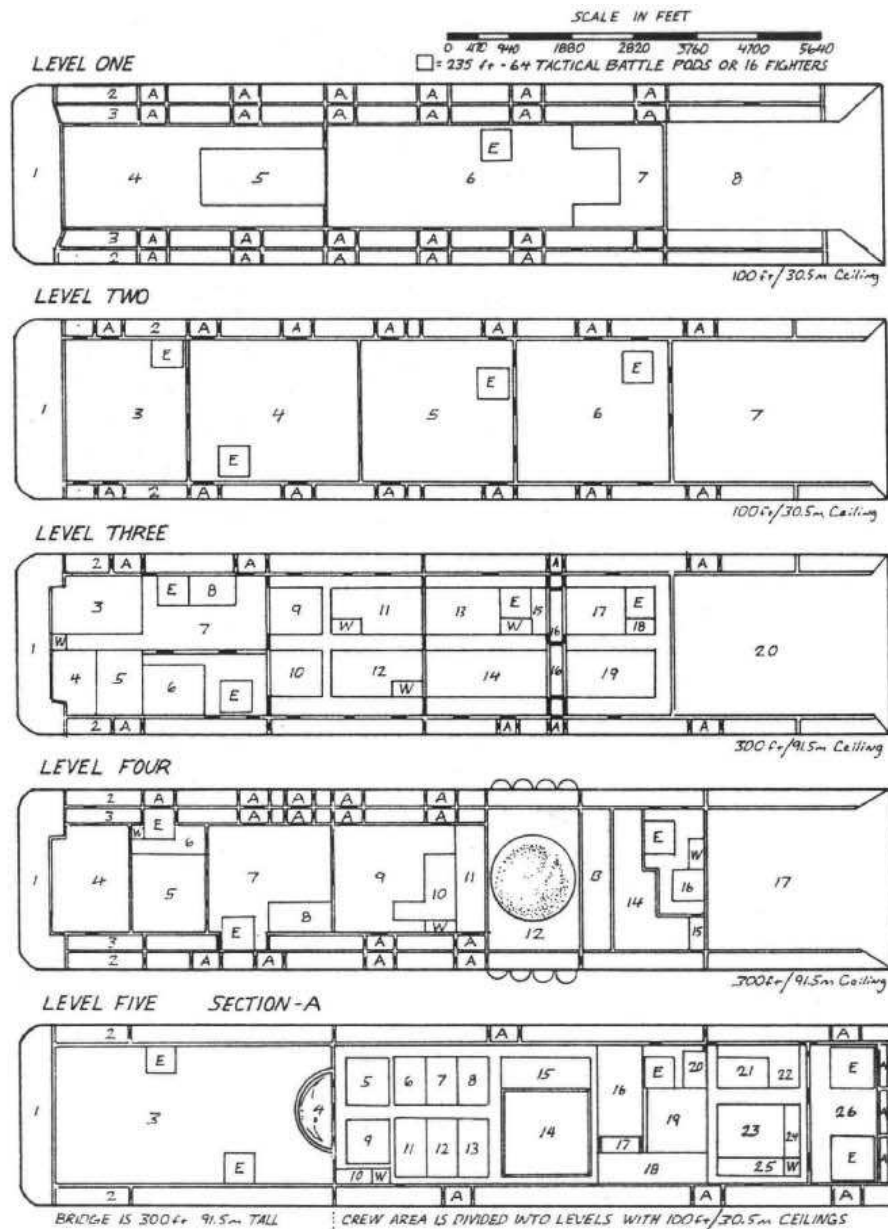 SCALE IN FEET
0 470 940 1880 2820 3760 4700 5640
LEVEL ONE
= 235 ft - 64 TACTICAL BATTLE PODS OR 16 FIGHTERS
2 A A A A A A
3 A A A A A A
E
1 4 5 6 7 8
3 A A A A A
2 A A A A A
100 ft/30.5m Ceiling
LEVEL TWO
A 2 A A A A A A
E E E
1 3 4 5 6 7
E
A 2 A A A A A A
100 ft/30.5m Ceiling
LEVEL THREE
2 A A A A
3 E 8 9 11 13 E 15 17 E
W 7 W W 16 18
1 20
4 5 6 E 10 12 W 14 16 19
2 A A A A
300 ft/91.5m Ceiling
LEVEL FOUR
2 A A A A A A
3 E A A A A A
W 6 E W
1 4 5 7 9 10 11 13 14 16 17
8 W 12 15
E
3 A A
2 A A A A
300 ft/91.5m Ceiling
LEVEL FIVE SECTION-A
2 A A A
E 5 6 7 8 15 16 E 20 21 22 E A
1 3 4 14 19 26 A
9 11 12 13 17 23 24
E 10 W 18 25 W E A
2 A A
BRIDGE IS 300 ft 91.5m TALL CREW AREA IS DIVIDED INTO LEVELS WITH 100 ft/30.5m CEILINGS